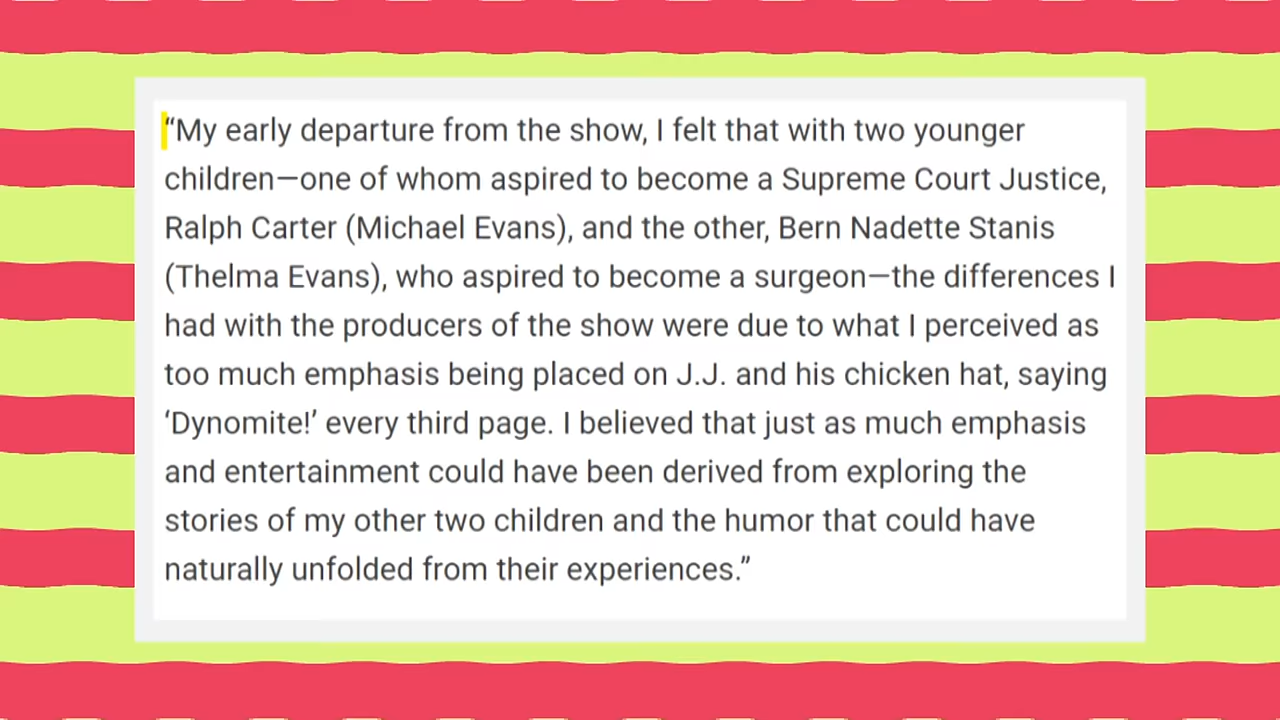 “My early departure from the show, I felt that with two younger
children—one of whom aspired to become a Supreme Court Justice,
Ralph Carter (Michael Evans), and the other, Bern Nadette Stanis
(Thelma Evans), who aspired to become a surgeon—the differences I
had with the producers of the show were due to what I perceived as
too much emphasis being placed on J.J. and his chicken hat, saying
‘Dynomite!’ every third page. I believed that just as much emphasis
and entertainment could have been derived from exploring the
stories of my other two children and the humor that could have
naturally unfolded from their experiences.”